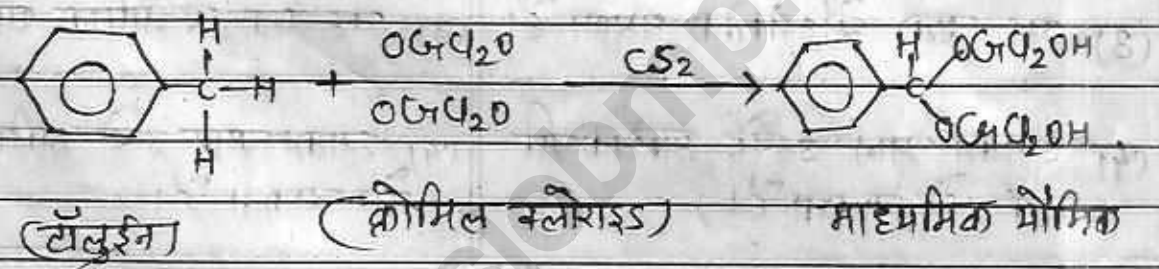 H OCrCl2O H OCrCl2OH
C—H + CS2 → C
OCrCl2O OCrCl2OH
H
(टॉलुईन) (क्रोमिल क्लोराइड) माध्यमिक यौगिक